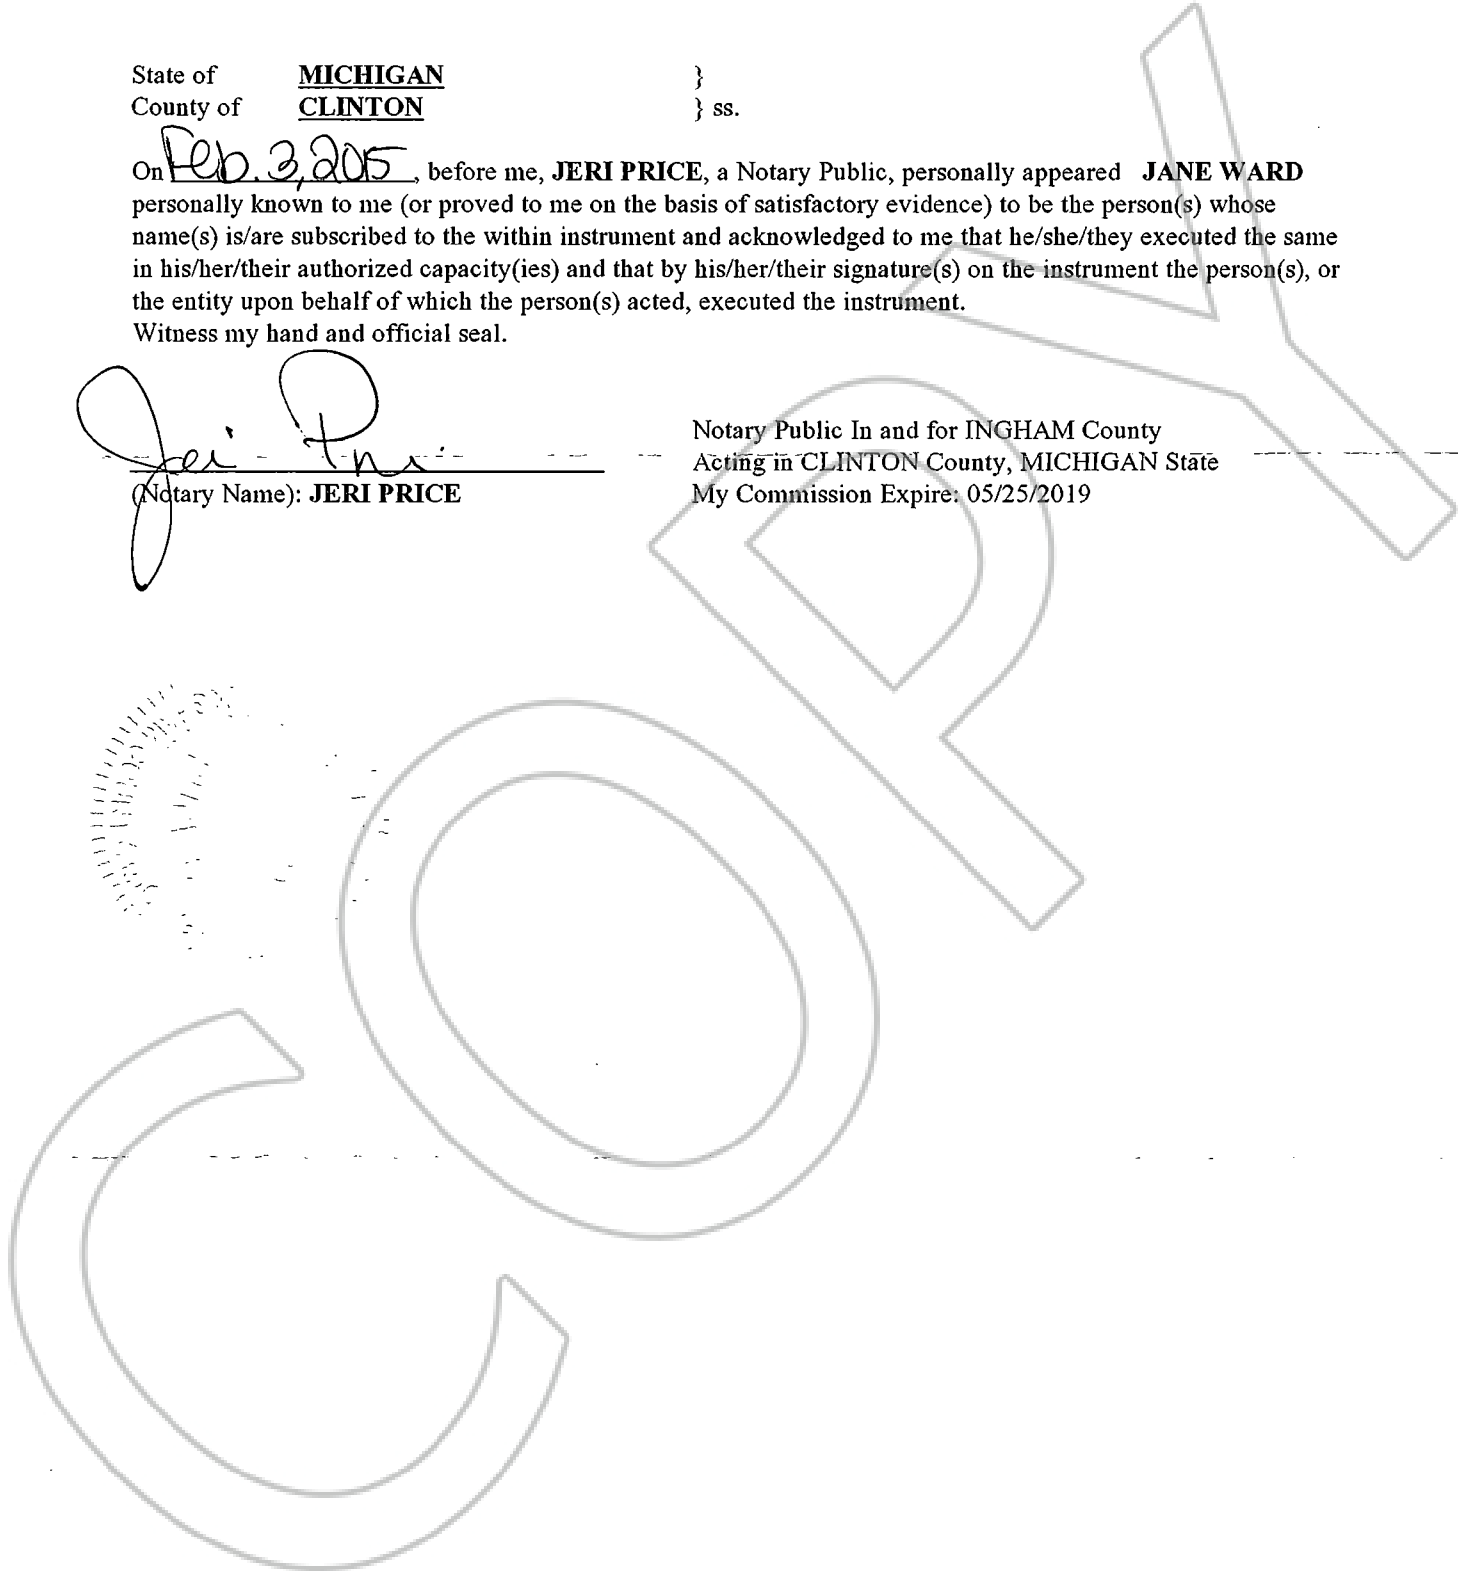 State of MICHIGAN }
County of CLINTON } ss.
On Feb. 3, 2015, before me, JERI PRICE, a Notary Public, personally appeared JANE WARD
personally known to me (or proved to me on the basis of satisfactory evidence) to be the person(s) whose
name(s) is/are subscribed to the within instrument and acknowledged to me that he/she/they executed the same
in his/her/their authorized capacity(ies) and that by his/her/their signature(s) on the instrument the person(s), or
the entity upon behalf of which the person(s) acted, executed the instrument.
Witness my hand and official seal.
Notary Public In and for INGHAM County
Acting in CLINTON County, MICHIGAN State
(Notary Name): JERI PRICE My Commission Expire: 05/25/2019
COPY